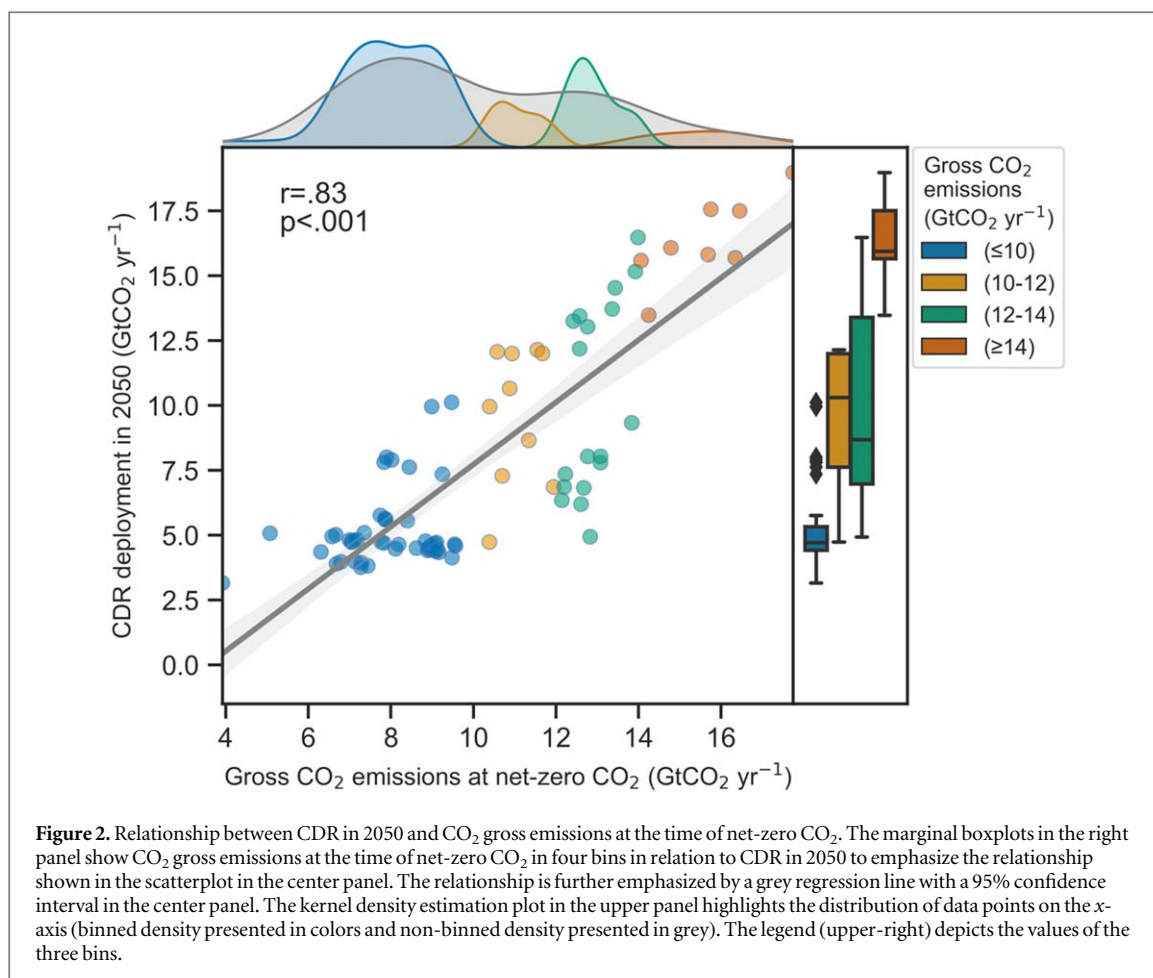 r=.83
p<.001
CDR deployment in 2050 (GtCO₂ yr⁻¹)
17.5
15.0
12.5
10.0
7.5
5.0
2.5
0.0
4 6 8 10 12 14 16
Gross CO₂ emissions at net-zero CO₂ (GtCO₂ yr⁻¹)
Gross CO₂
emissions
(GtCO₂ yr⁻¹)
(≤10)
(10-12)
(12-14)
(≥14)
Figure 2. Relationship between CDR in 2050 and CO₂ gross emissions at the time of net-zero CO₂. The marginal boxplots in the right
panel show CO₂ gross emissions at the time of net-zero CO₂ in four bins in relation to CDR in 2050 to emphasize the relationship
shown in the scatterplot in the center panel. The relationship is further emphasized by a grey regression line with a 95% confidence
interval in the center panel. The kernel density estimation plot in the upper panel highlights the distribution of data points on the x-
axis (binned density presented in colors and non-binned density presented in grey). The legend (upper-right) depicts the values of the
three bins.